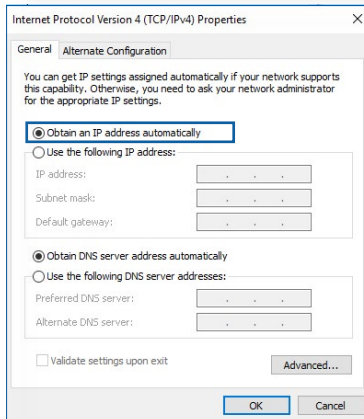 Internet Protocol Version 4 (TCP/IPv4) Properties
General
Alternate Configuration
You can get IP settings assigned automatically if your network supports
this capability. Otherwise, you need to ask your network administrator
for the appropriate IP settings.
Obtain an IP address automatically
Use the following IP address:
IP address:
Subnet mask:
Default gateway:
Obtain DNS server address automatically
Use the following DNS server addresses:
Preferred DNS server:
Alternate DNS server:
Validate settings upon exit
Advanced...
OK
Cancel